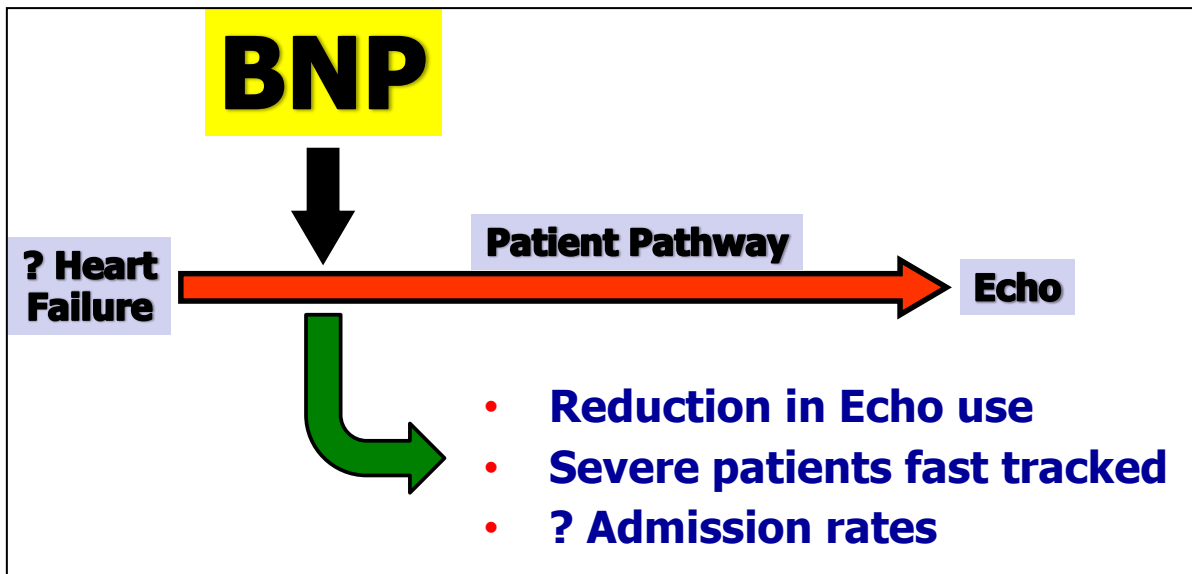 BNP
Patient Pathway
? Heart
Failure
Echo
• Reduction in Echo use
• Severe patients fast tracked
• ? Admission rates